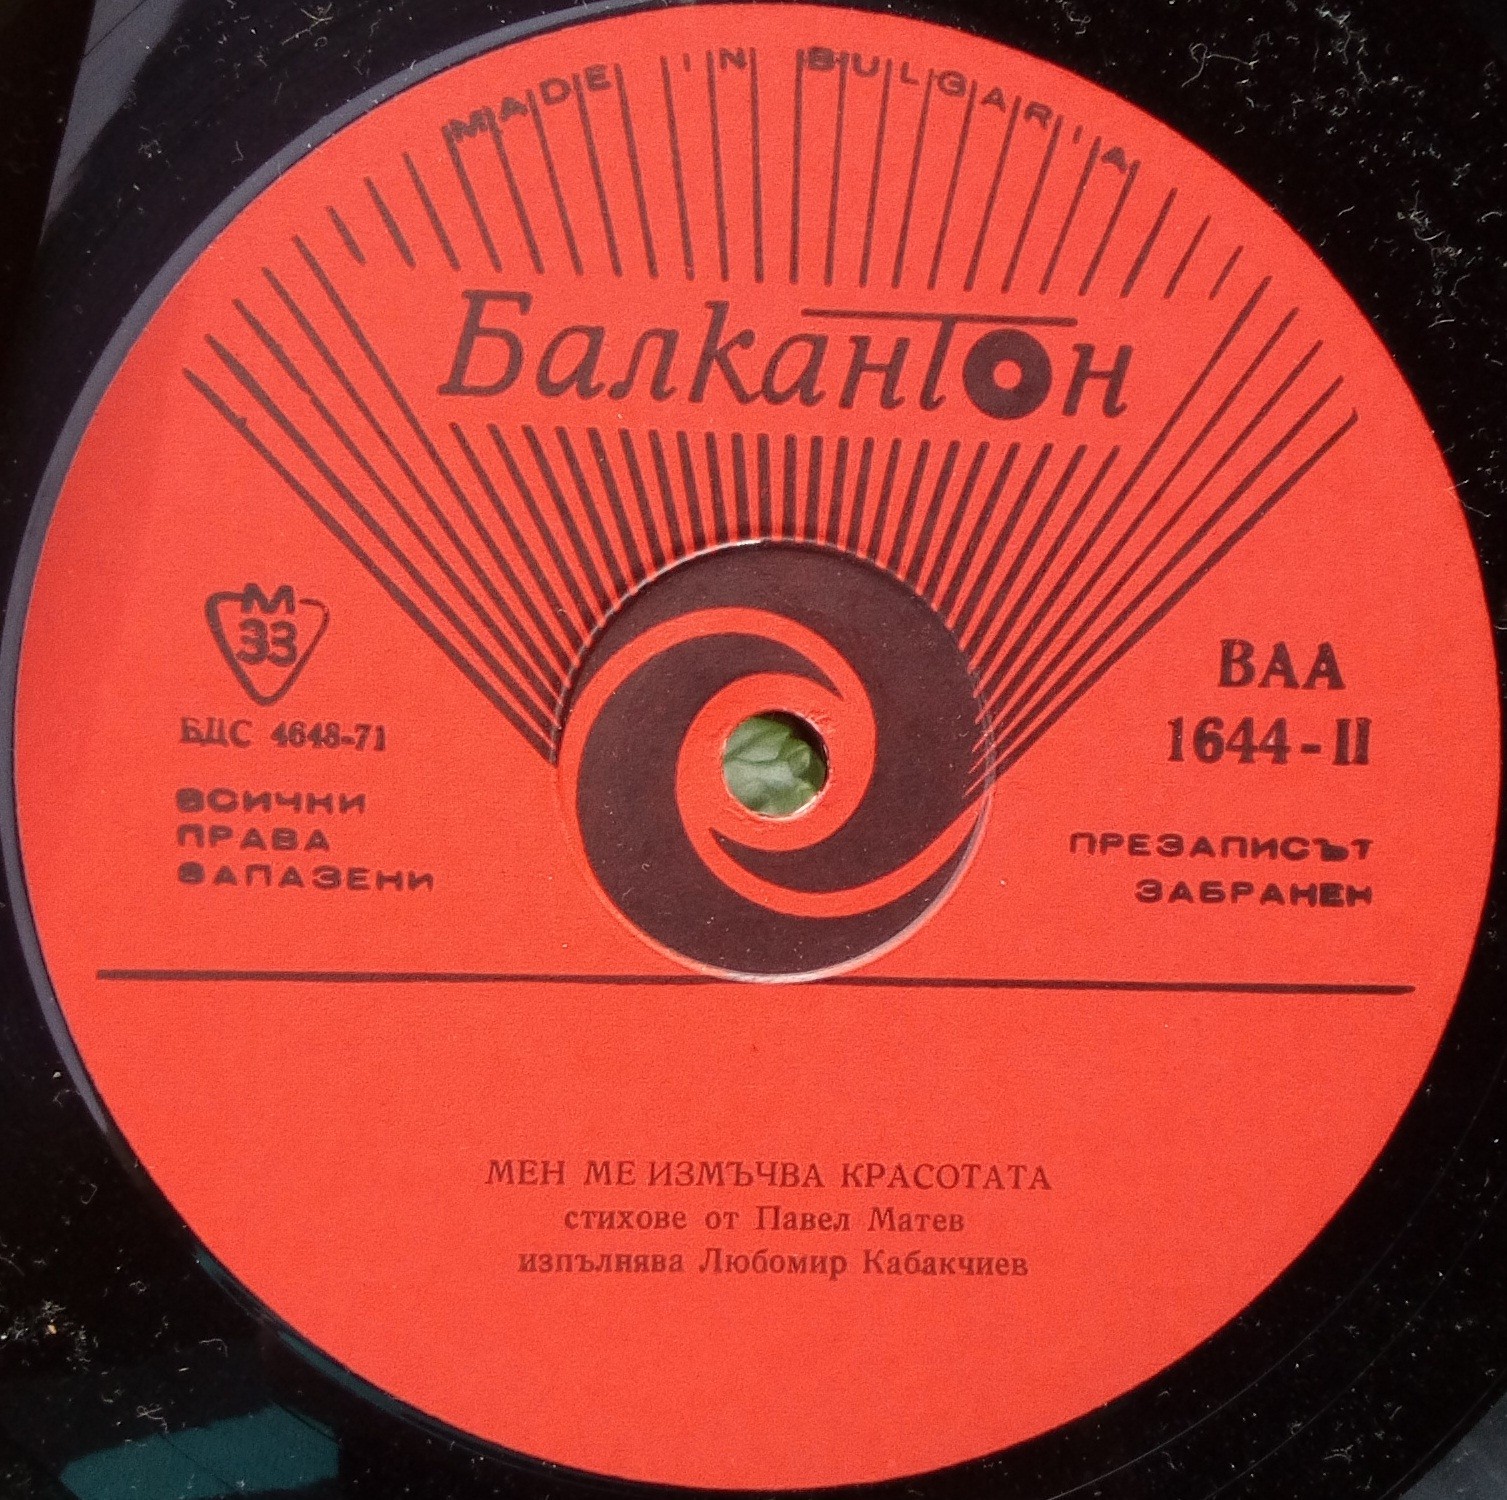 MADE IN BULGARIA
Балкантон
М
33
БДС 4648-71
ВСИЧКИ
ПРАВА
ЗАПАЗЕНИ
ВАА
1644-II
ПРЕЗАПИСЪТ
ЗАБРАНЕН
МЕН МЕ ИЗМЪЧВА КРАСОТАТА
стихове от Павел Матев
изпълнява Любомир Кабакчиев